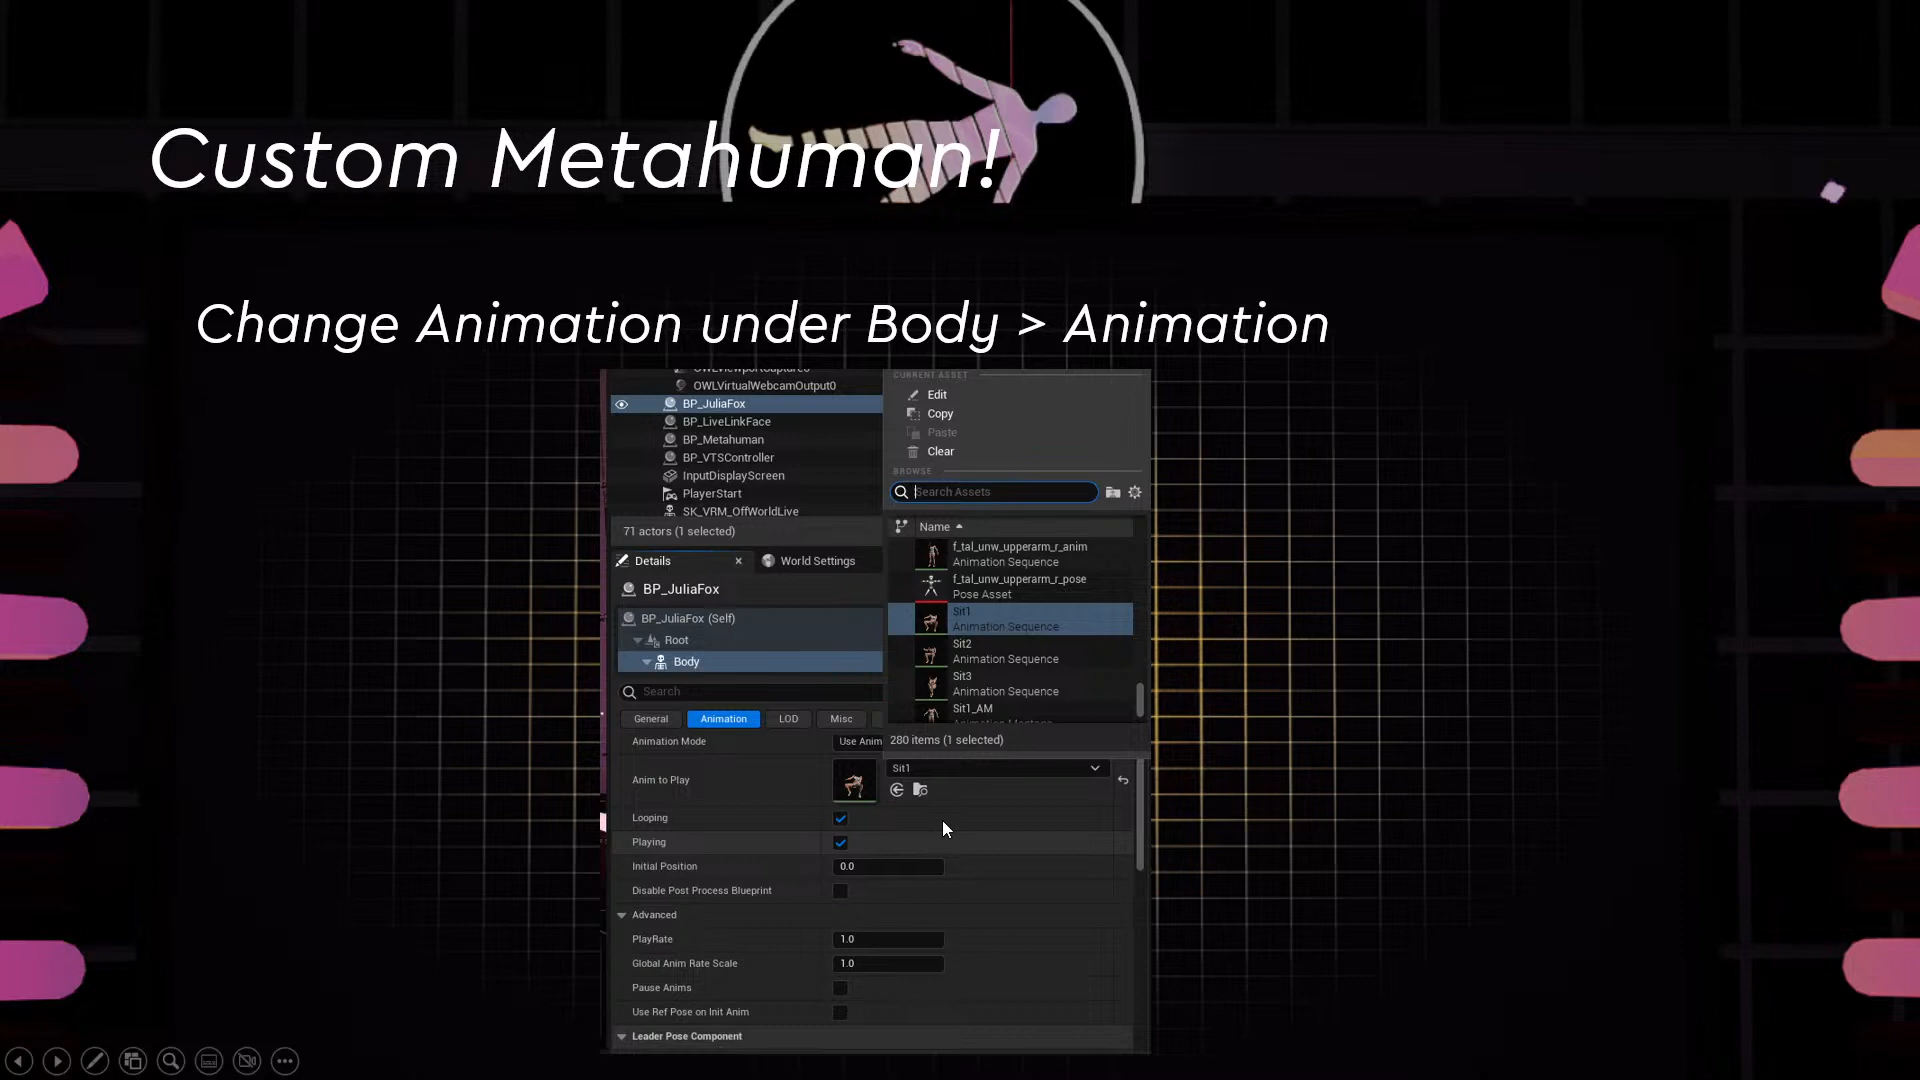 Custom Metahuman!
Change Animation under Body > Animation
OWLViewportCapture0
OWLVirtualWebcamOutput0
BP_JuliaFox
BP_LiveLinkFace
BP_Metahuman
BP_VTSController
InputDisplayScreen
PlayerStart
SK_VRM_OffWorldLive
71 actors (1 selected)
Details
World Settings
BP_JuliaFox
BP_JuliaFox (Self)
Root
Body
Search
General
Animation
LOD
Misc
Animation Mode
Use Anim
Anim to Play
Sit1
Looping
Playing
Initial Position
0.0
Disable Post Process Blueprint
Advanced
PlayRate
1.0
Global Anim Rate Scale
1.0
Pause Anims
Use Ref Pose on Init Anim
Leader Pose Component
CURRENT ASSET
Edit
Copy
Paste
Clear
BROWSE
Search Assets
Name
f_tal_unw_upperarm_r_anim
Animation Sequence
f_tal_unw_upperarm_r_pose
Pose Asset
Sit1
Animation Sequence
Sit2
Animation Sequence
Sit3
Animation Sequence
Sit1_AM
Animation Montage
280 items (1 selected)